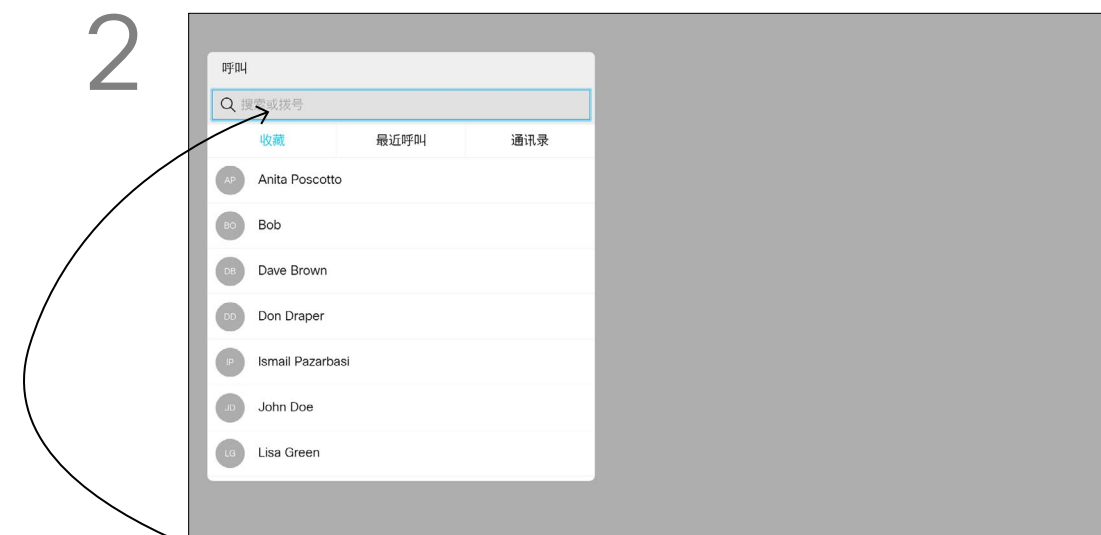 2
呼叫
搜索或拨号
收藏 最近呼叫 通讯录
AP Anita Poscotto
BO Bob
DB Dave Brown
DD Don Draper
IP Ismail Pazarbasi
JD John Doe
LG Lisa Green